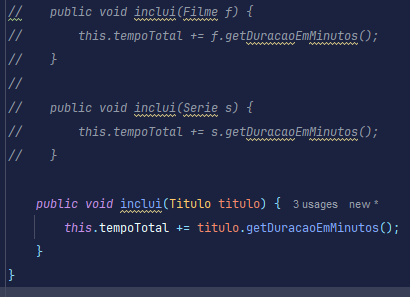 //    public void inclui(Filme f) {
//        this.tempoTotal += f.getDuracaoEmMinutos();
//    }
//
//    public void inclui(Serie s) {
//        this.tempoTotal += s.getDuracaoEmMinutos();
//    }
    public void inclui(Titulo titulo) {  3 usages  new *
        this.tempoTotal += titulo.getDuracaoEmMinutos();
    }
}